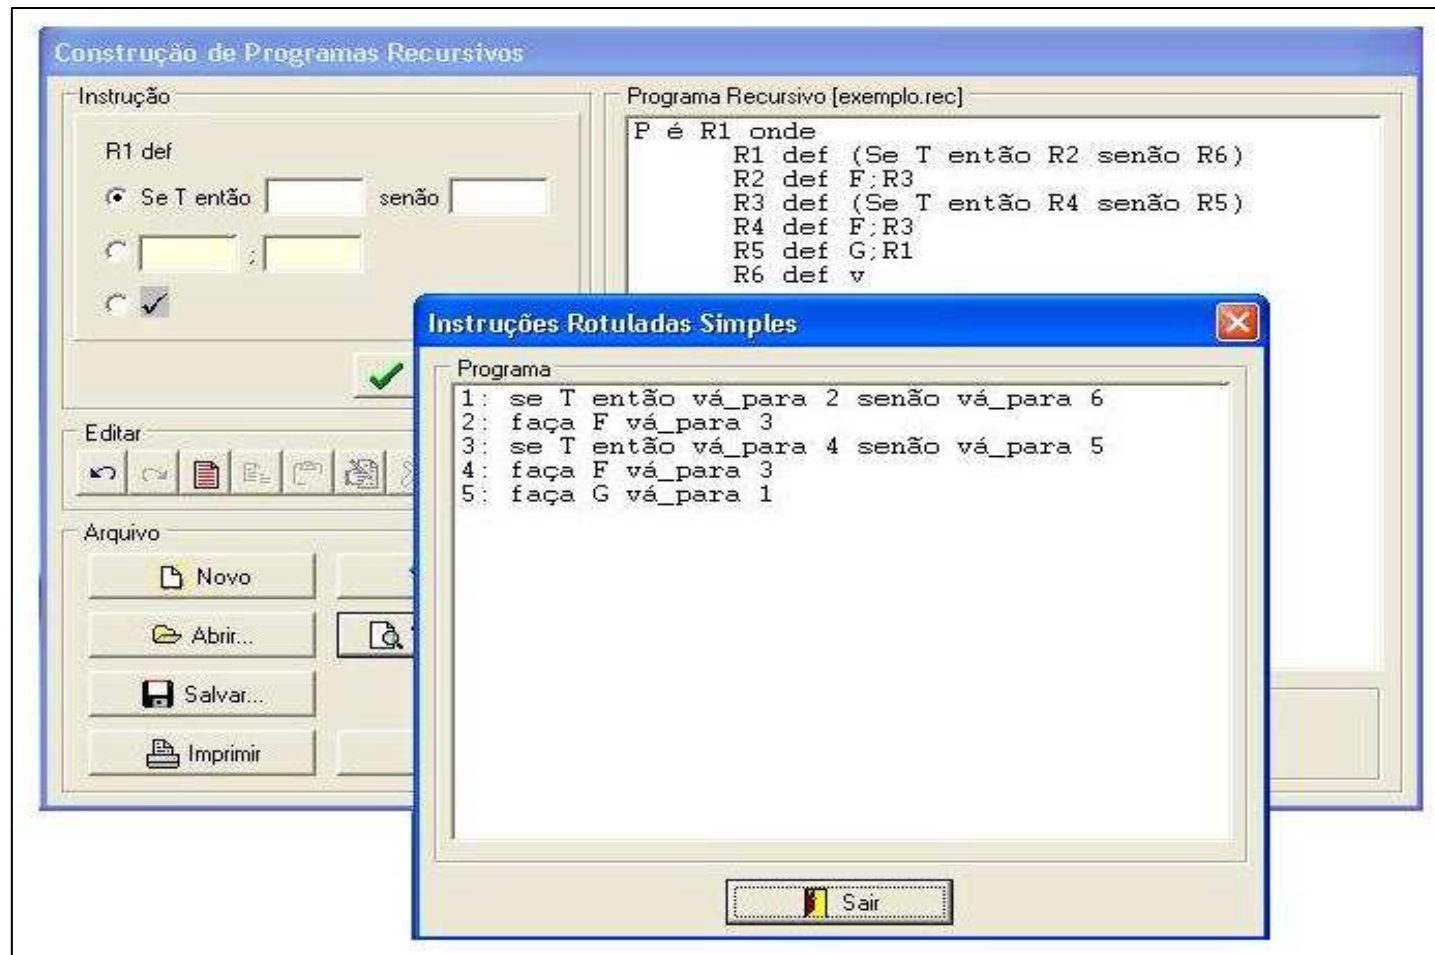 Construção de Programas Recursivos
Instrução
R1 def
Se T então senão
;
Programa Recursivo [exemplo.rec]
P é R1 onde
R1 def (Se T então R2 senão R6)
R2 def F;R3
R3 def (Se T então R4 senão R5)
R4 def F;R3
R5 def G;R1
R6 def v
Editar
Arquivo
Novo
Abrir...
Salvar...
Imprimir
Instruções Rotuladas Simples
Programa
1: se T então vá_para 2 senão vá_para 6
2: faça F vá_para 3
3: se T então vá_para 4 senão vá_para 5
4: faça F vá_para 3
5: faça G vá_para 1
Sair